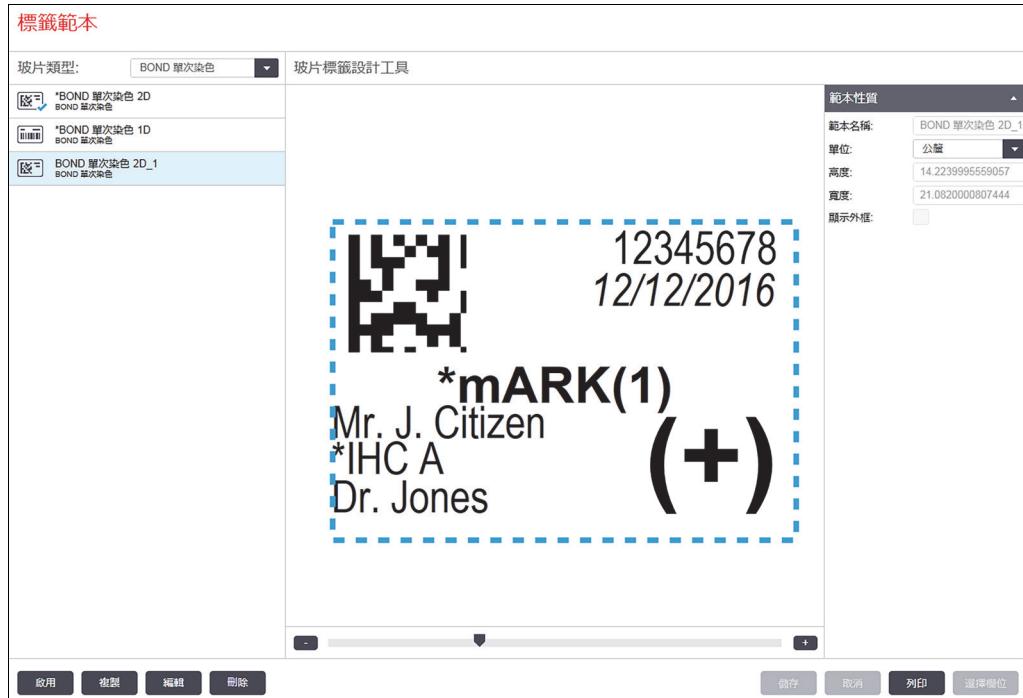 標籤範本
玻片類型: BOND 單次染色
玻片標籤設計工具
*BOND 單次染色 2D
BOND 單次染色
*BOND 單次染色 1D
BOND 單次染色
BOND 單次染色 2D_1
BOND 單次染色
12345678
12/12/2016
*mARK(1)
Mr. J. Citizen
*IHC A
Dr. Jones
(+)
範本性質
範本名稱: BOND 單次染色 2D_1
單位: 公釐
高度: 14.2239995559057
寬度: 21.0820000807444
顯示外框:
- +
啟用 複製 編輯 刪除 儲存 取消 列印 選擇欄位